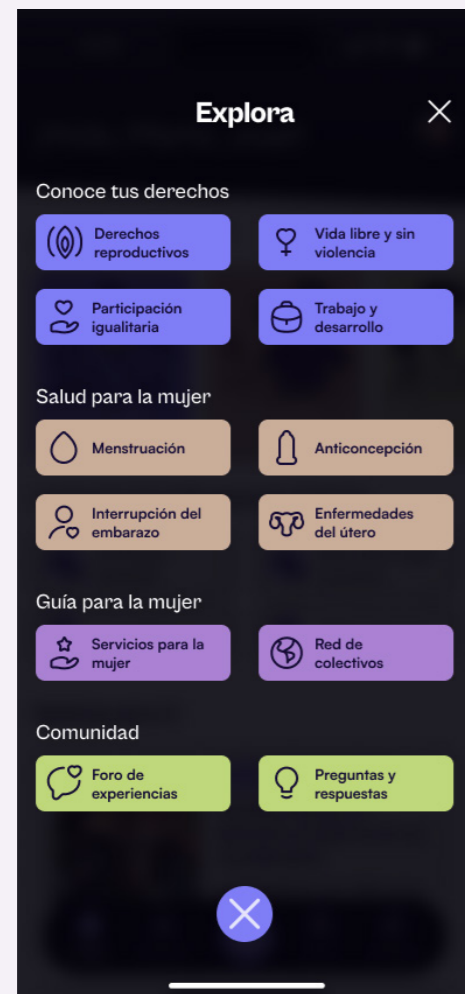 Explora
Conoce tus derechos
Derechos
reproductivos
Vida libre y sin
violencia
Participación
igualitaria
Trabajo y
desarrollo
Salud para la mujer
Menstruación
Anticoncepción
Interrupción del
embarazo
Enfermedades
del útero
Guía para la mujer
Servicios para la
mujer
Red de
colectivos
Comunidad
Foro de
experiencias
Preguntas y
respuestas